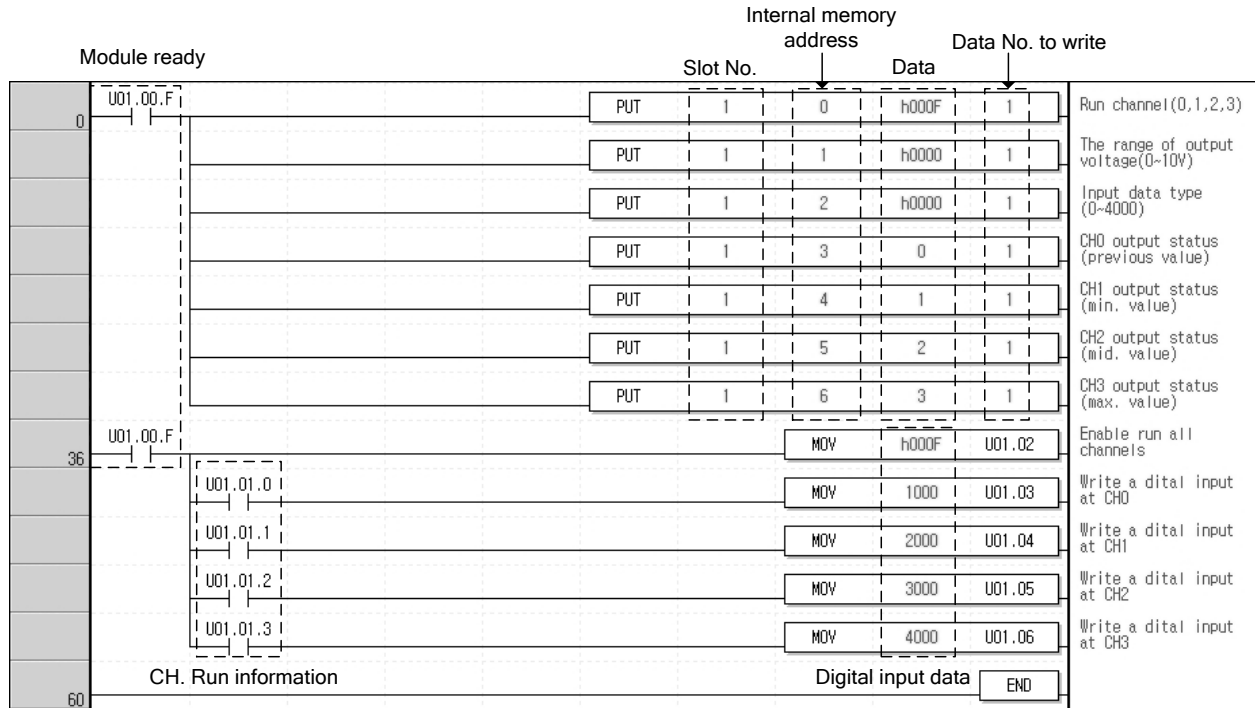 Internal memory
address
Data No. to write
Module ready
Slot No.
Data
U01.00.F
0
PUT 1 0 h000F 1
Run channel(0,1,2,3)
PUT 1 1 h0000 1
The range of output
voltage(0~10V)
PUT 1 2 h0000 1
Input data type
(0~4000)
PUT 1 3 0 1
CH0 output status
(previous value)
PUT 1 4 1 1
CH1 output status
(min. value)
PUT 1 5 2 1
CH2 output status
(mid. value)
PUT 1 6 3 1
CH3 output status
(max. value)
U01.00.F
36
MOV h000F U01.02
Enable run all
channels
U01.01.0
MOV 1000 U01.03
Write a dital input
at CH0
U01.01.1
MOV 2000 U01.04
Write a dital input
at CH1
U01.01.2
MOV 3000 U01.05
Write a dital input
at CH2
U01.01.3
MOV 4000 U01.06
Write a dital input
at CH3
CH. Run information
Digital input data
END
60